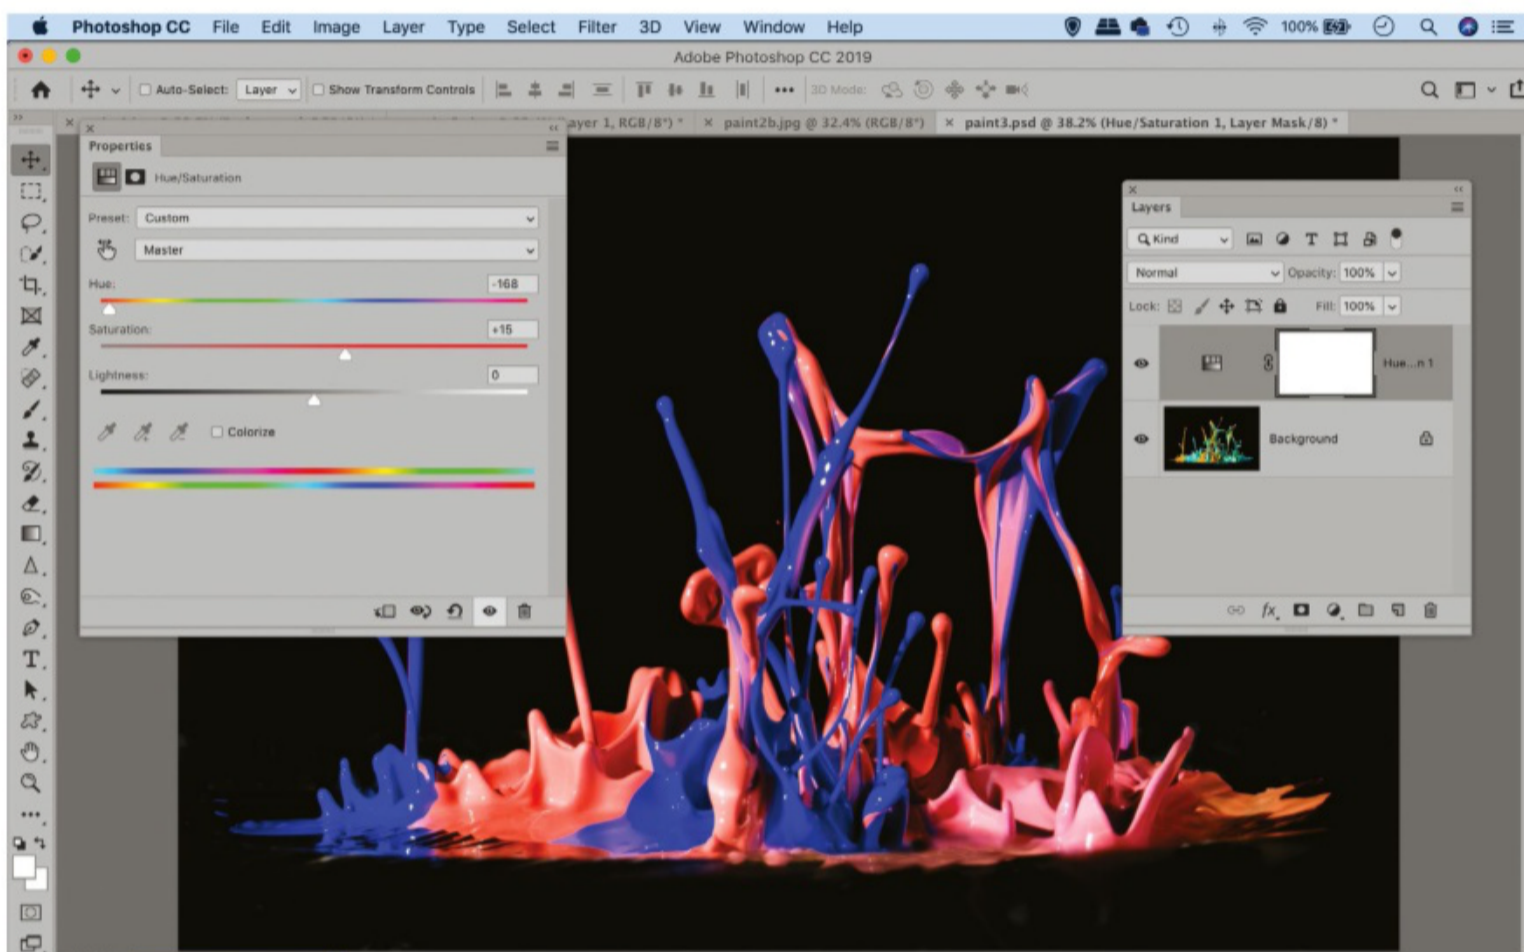 Photoshop CC File Edit Image Layer Type Select Filter 3D View Window Help 100%
Adobe Photoshop CC 2019
Auto-Select: Layer Show Transform Controls 3D Mode:
ayer 1, RGB/8*) * × paint2b.jpg @ 32.4% (RGB/8*) × paint3.psd @ 38.2% (Hue/Saturation 1, Layer Mask/8) *
Properties
Hue/Saturation
Preset: Custom
Master
Hue: -168
Saturation: +15
Lightness: 0
Colorize
Layers
Kind
Normal Opacity: 100%
Lock: Fill: 100%
Hue...n 1
Background
fx